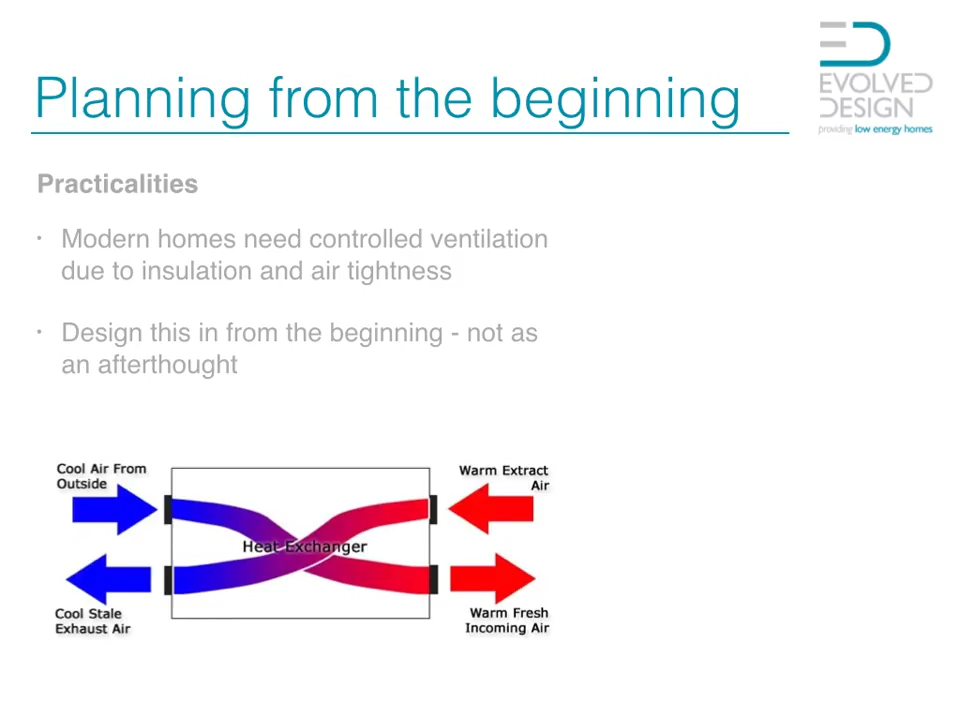 EVOLVED
DESIGN
providing low energy homes
Planning from the beginning
Practicalities
· Modern homes need controlled ventilation
due to insulation and air tightness
· Design this in from the beginning - not as
an afterthought
Cool Air From
Outside
Warm Extract
Air
Heat Exchanger
Cool Stale
Exhaust Air
Warm Fresh
Incoming Air